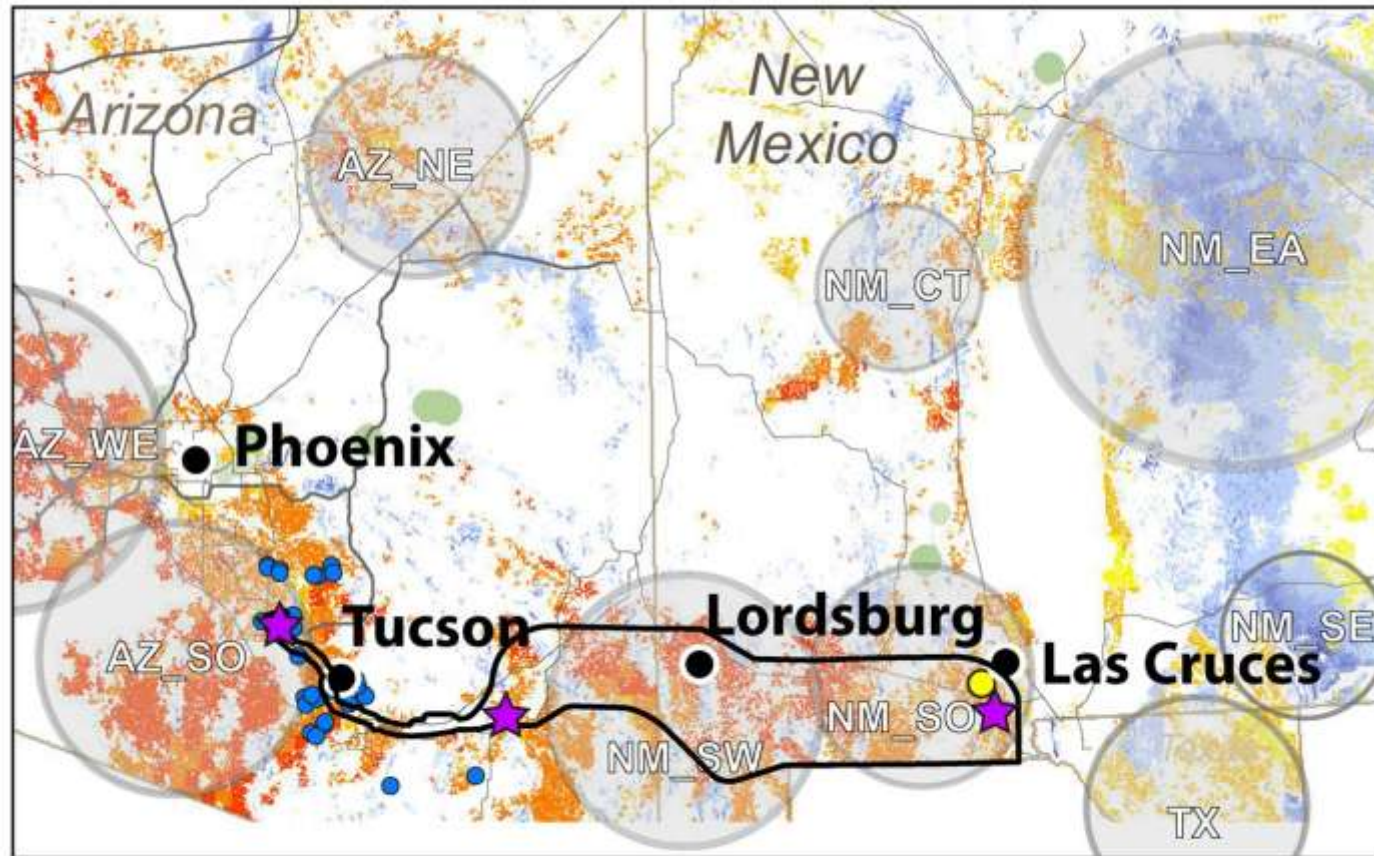 New
Mexico
Arizona
AZ_NE
NM_EA
NM_CT
Phoenix
AZ_WE
Lordsburg
Tucson
NM_SE
AZ_SO
Las Cruces
NM_SO
NM_SW
TX